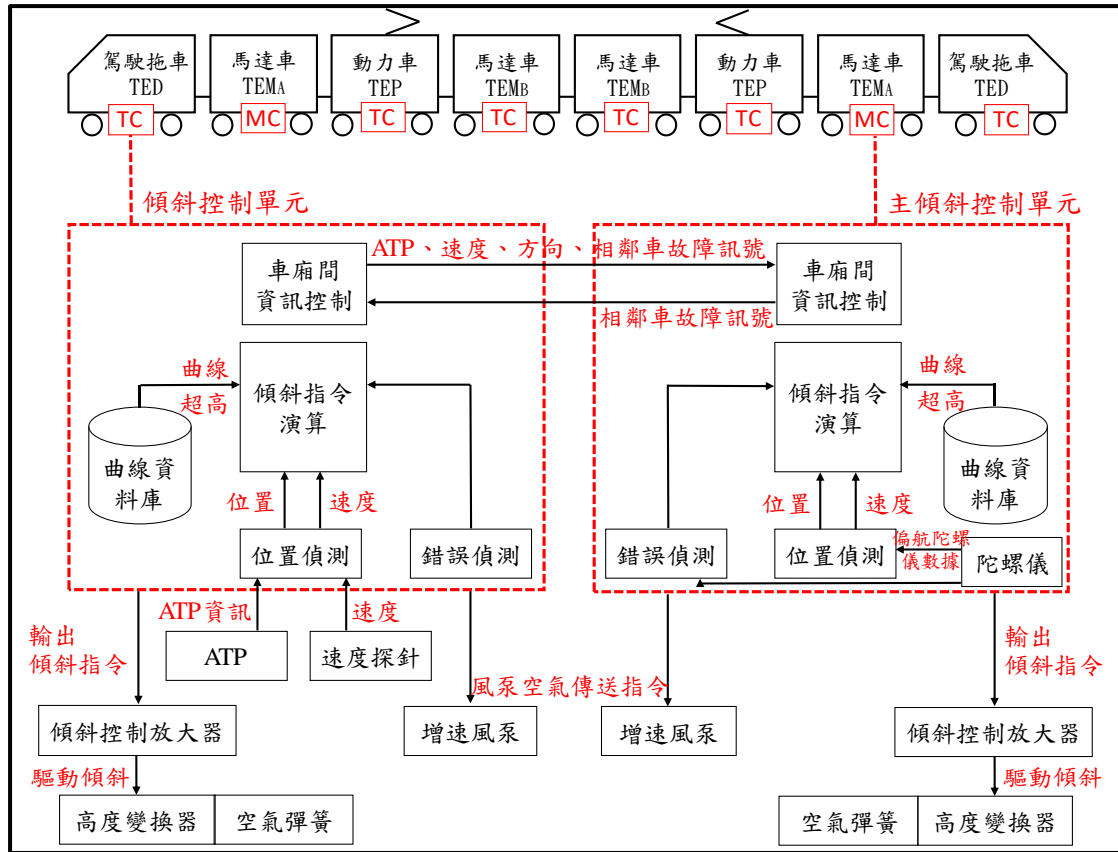 駕駛拖車
TED
TC
馬達車
TEMA
MC
動力車
TEP
TC
馬達車
TEMB
TC
馬達車
TEMB
TC
動力車
TEP
TC
馬達車
TEMA
MC
駕駛拖車
TED
TC
傾斜控制單元
主傾斜控制單元
ATP、速度、方向、相鄰車故障訊號
相鄰車故障訊號
車廂間
資訊控制
車廂間
資訊控制
曲線
超高
傾斜指令
演算
曲線資
料庫
位置
速度
位置偵測
錯誤偵測
傾斜指令
演算
曲線
超高
曲線資
料庫
位置
速度
錯誤偵測
位置偵測
偏航陀螺
儀數據
陀螺儀
ATP資訊
速度
ATP
速度探針
輸出
傾斜指令
風泵空氣傳送指令
輸出
傾斜指令
傾斜控制放大器
增速風泵
增速風泵
傾斜控制放大器
驅動傾斜
驅動傾斜
高度變換器
空氣彈簧
空氣彈簧
高度變換器